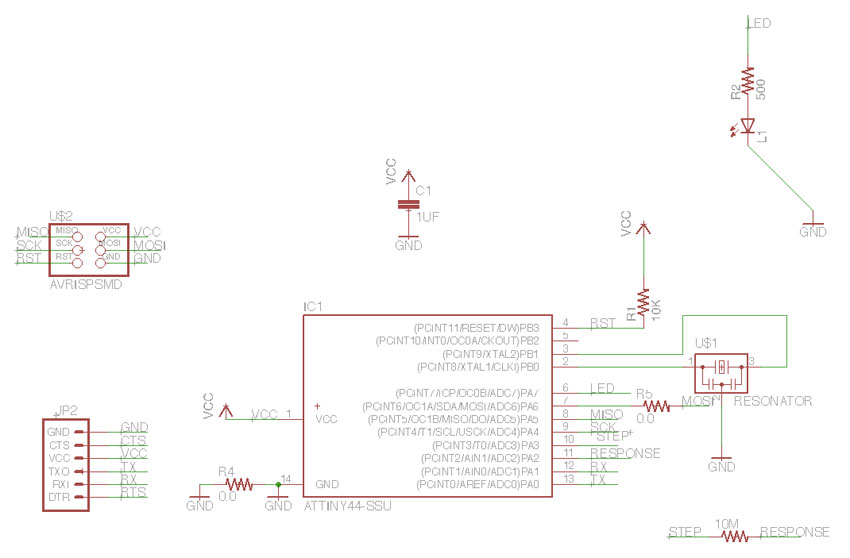 LED
R2
500
L1
GND
VCC
C1
1UF
GND
U$2
MISO MISO VCC VCC
SCK SCK MOSI MOSI
RST RST GND GND
AVRISPSMD
VCC
R1
10K
IC1
(PCINT11/RESET/DW)PB3 4 RST
(PCINT10/INT0/OC0A/CKOUT)PB2 5
(PCINT9/XTAL2)PB1 3
(PCINT8/XTAL1/CLKI)PB0 2
U$1
1 3
2
RESONATOR
GND
(PCINT7/ICP/OC0B/ADC7)PA7 6 LED
(PCINT6/OC1A/SDA/MOSI/ADC6)PA6 7 R5 0.0 MOSI
(PCINT5/OC1B/MISO/DO/ADC5)PA5 8 MISO
(PCINT4/T1/SCL/USCK/ADC4)PA4 9 SCK
(PCINT3/T0/ADC3)PA3 10 STEP
(PCINT2/AIN1/ADC2)PA2 11 RESPONSE
(PCINT1/AIN0/ADC1)PA1 12 RX
(PCINT0/AREF/ADC0)PA0 13 TX
VCC
VCC 1 VCC
R4
0.0
14 GND
GND GND
ATTINY44-SSU
JP2
GND GND
CTS CTS
VCC VCC
TXO TX
RXI RX
DTR RTS
STEP 10M RESPONSE